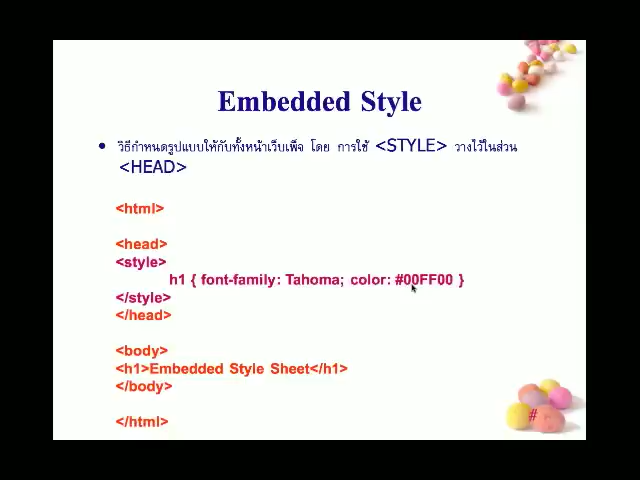 Embedded Style
• วิธีกำหนดรูปแบบให้กับทั้งหน้าเว็บเพ็จ โดย การใช้ <STYLE> วางไว้ในส่วน
<HEAD>
<html>
<head>
<style>
h1 { font-family: Tahoma; color: #00FF00 }
</style>
</head>
<body>
<h1>Embedded Style Sheet</h1>
</body>
</html>
#